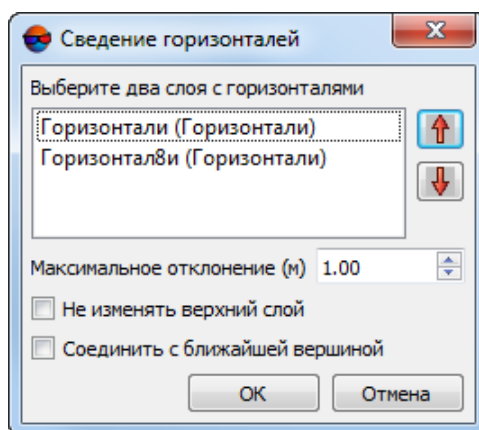 Сведение горизонталей
Выберите два слоя с горизонталями
Горизонтали (Горизонтали)
Горизонтал8и (Горизонтали)
Максимальное отклонение (м) 1.00
Не изменять верхний слой
Соединить с ближайшей вершиной
ОК Отмена